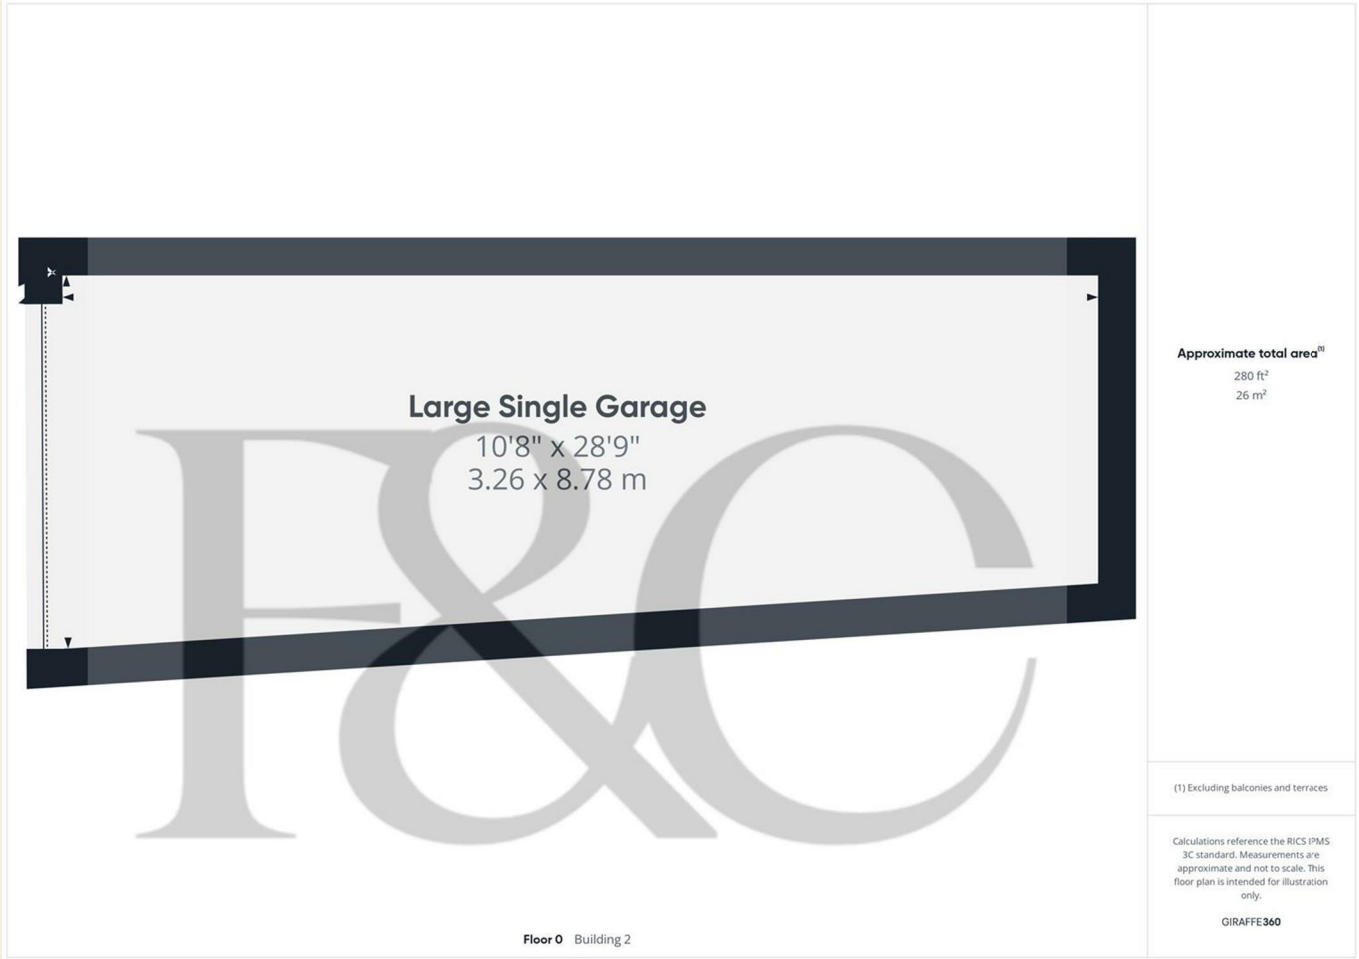 Large Single Garage
10'8" x 28'9"
3.26 x 8.78 m
F&C
Approximate total area(1)
280 ft²
26 m²
(1) Excluding balconies and terraces
Calculations reference the RICS IPMS
3C standard. Measurements are
approximate and not to scale. This
floor plan is intended for illustration
only.
GIRAFFE360
Floor 0 Building 2